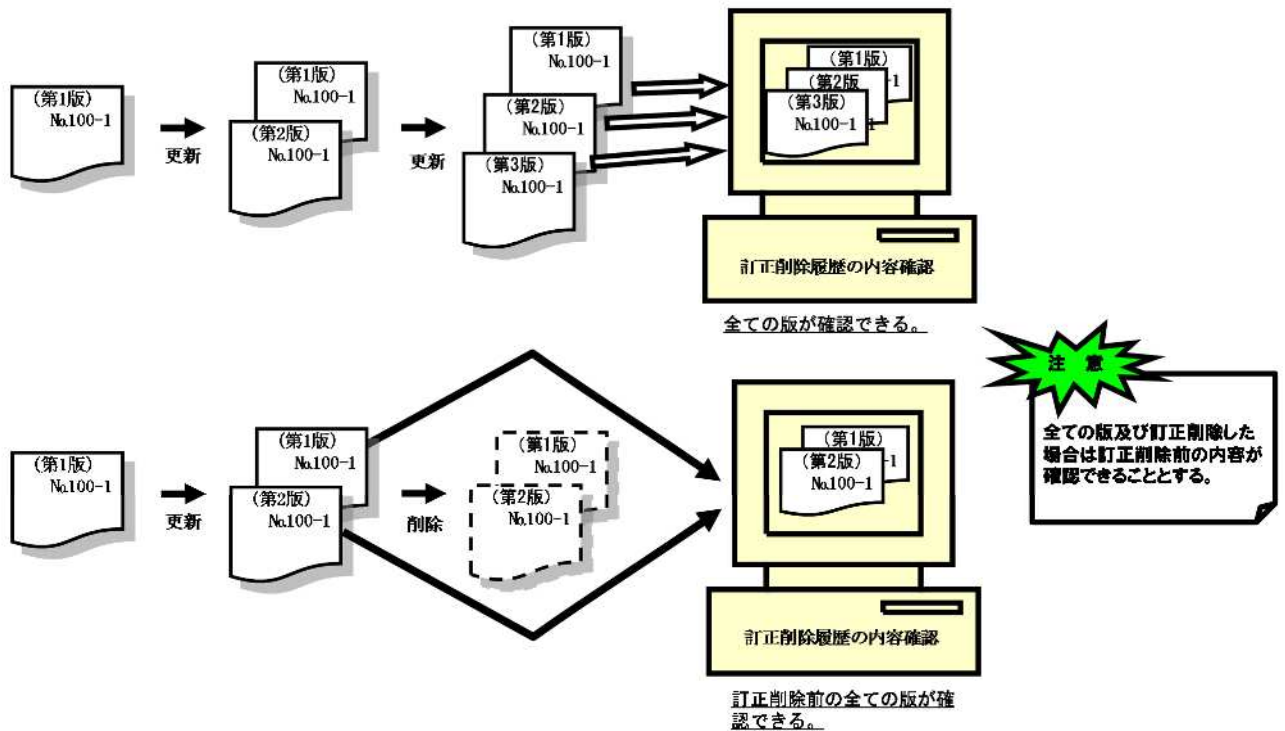 (第1版)
No.100-1
更新
(第1版)
No.100-1
(第2版)
No.100-1
更新
(第1版)
No.100-1
(第2版)
No.100-1
(第3版)
No.100-1
(第1版)
-1
(第2版
(第3版)
No.100-1
訂正削除履歴の内容確認
全ての版が確認できる。
注 意
全ての版及び訂正削除した
場合は訂正削除前の内容が
確認できることとする。
(第1版)
No.100-1
更新
(第1版)
No.100-1
(第2版)
No.100-1
削除
(第1版)
No.100-1
(第2版)
No.100-1
(第1版)
-1
(第2版)
No.100-1
訂正削除履歴の内容確認
訂正削除前の全ての版が確
認できる。